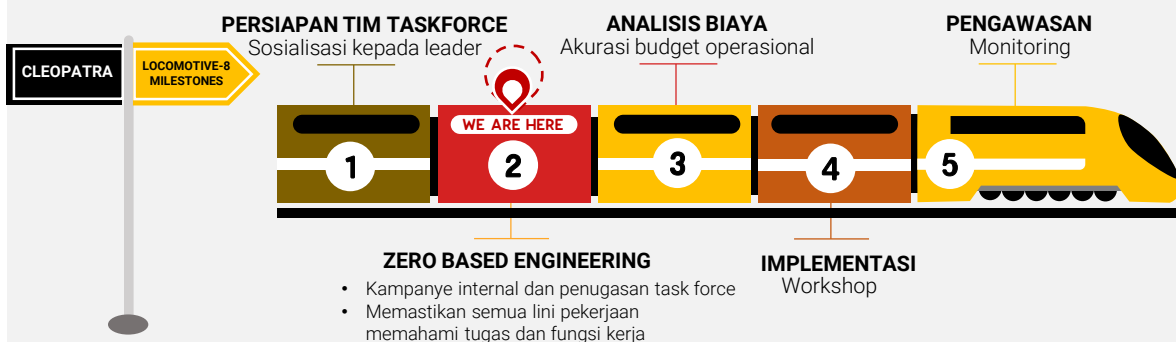 CLEOPATRA
LOCOMOTIVE-8
MILESTONES
PERSIAPAN TIM TASKFORCE
Sosialisasi kepada leader
ANALISIS BIAYA
Akurasi budget operasional
PENGAWASAN
Monitoring
WE ARE HERE
1
2
3
4
5
ZERO BASED ENGINEERING
• Kampanye internal dan penugasan task force
• Memastikan semua lini pekerjaan
memahami tugas dan fungsi kerja
IMPLEMENTASI
Workshop